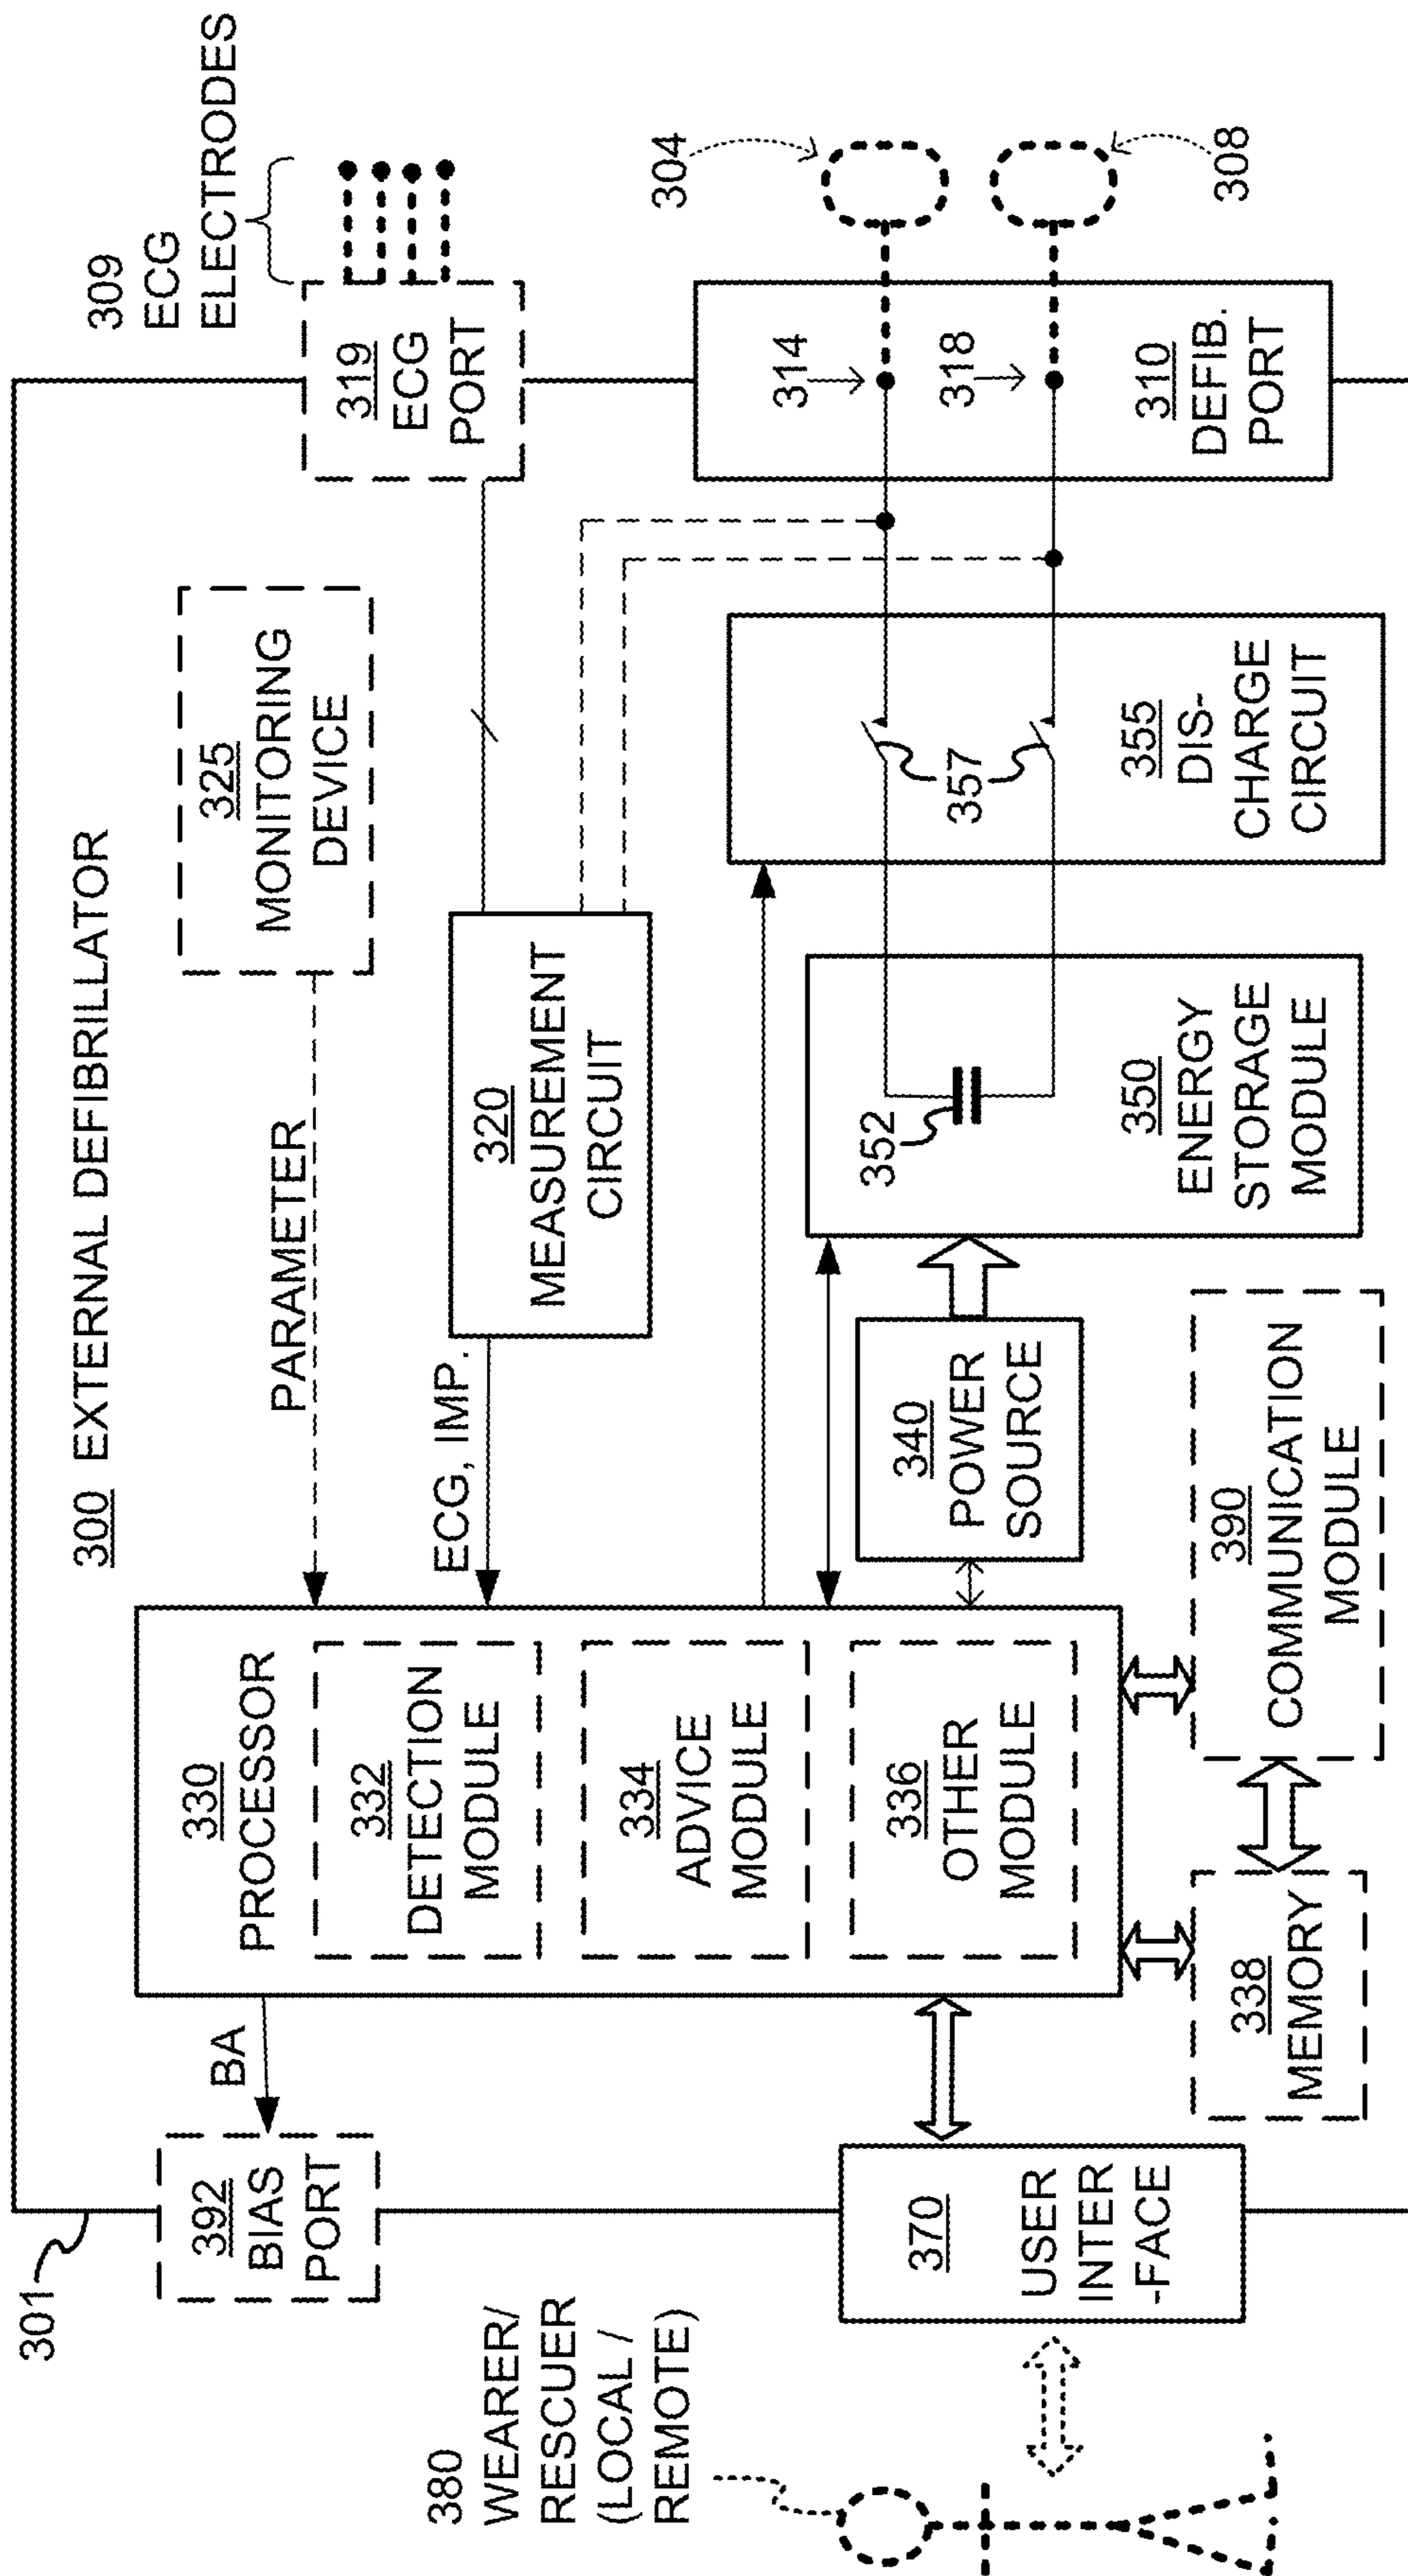 300 EXTERNAL DEFIBRILLATOR
301
309
ECG
ELECTRODES
392
BIAS
PORT
BA
330
PROCESSOR
332
DETECTION
MODULE
334
ADVICE
MODULE
336
OTHER
MODULE
PARAMETER
325
MONITORING
DEVICE
319
ECG
PORT
ECG, IMP.
320
MEASUREMENT
CIRCUIT
304
308
314
318
310
DEFIB.
PORT
357
355
DIS-
CHARGE
CIRCUIT
352
350
ENERGY
STORAGE
MODULE
340
POWER
SOURCE
380
WEARER/
RESCUER
(LOCAL /
REMOTE)
370
USER
INTER
-FACE
338
MEMORY
390
COMMUNICATION
MODULE